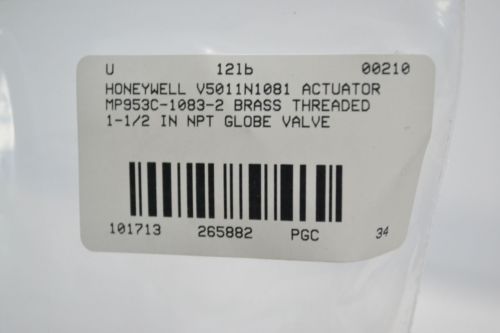 U 12lb 00210
HONEYWELL V5011N1081 ACTUATOR
MP953C-1083-2 BRASS THREADED
1-1/2 IN NPT GLOBE VALVE
101713 265882 PGC 34